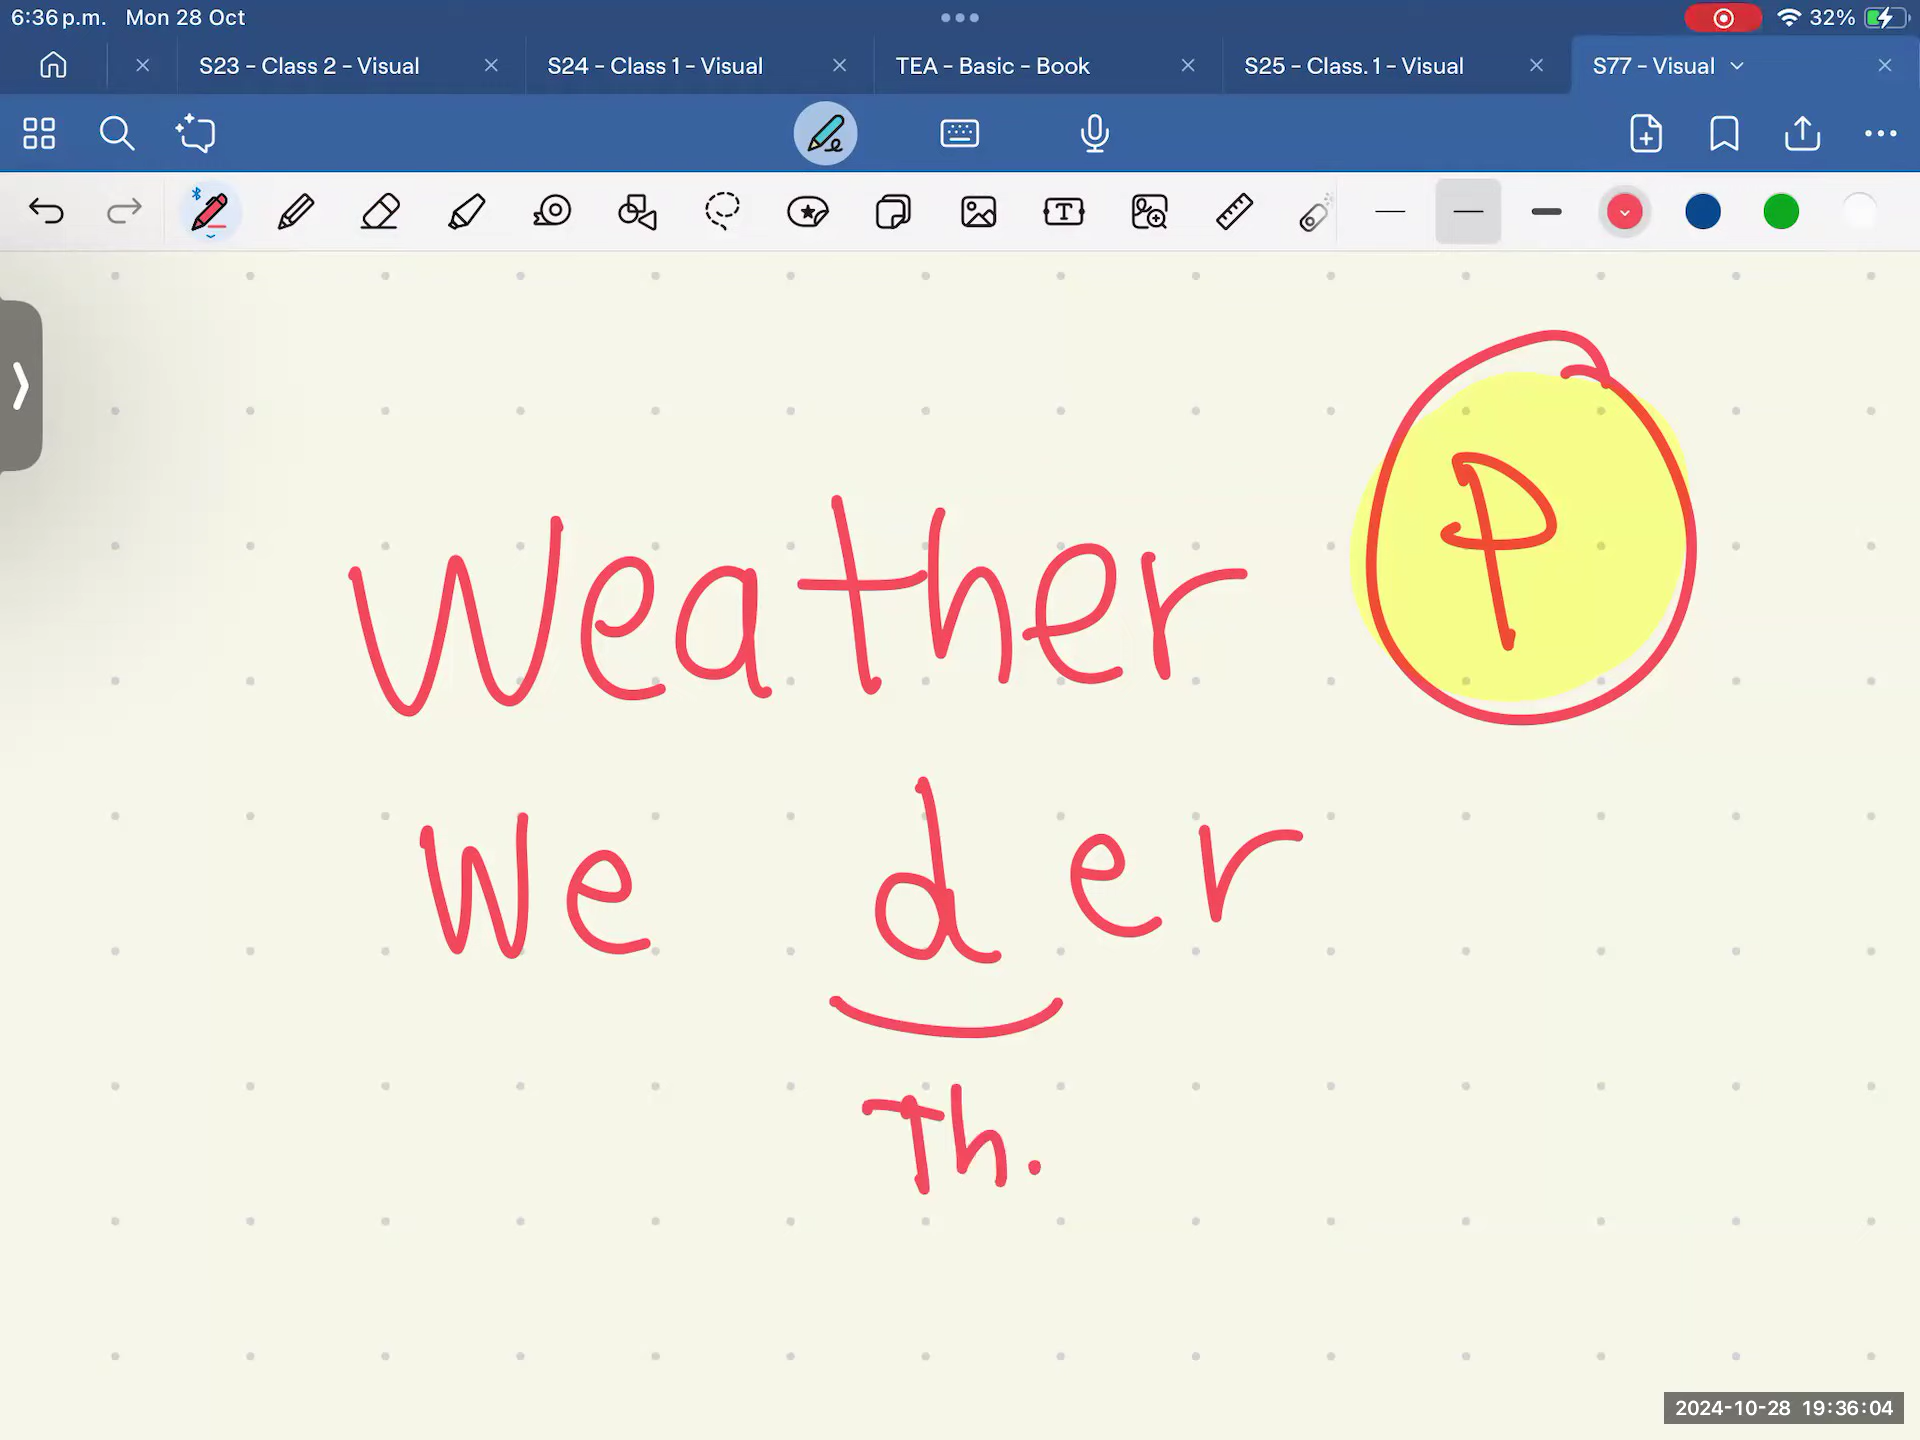 6:36 p.m. Mon 28 Oct 32%
S23 - Class 2 - Visual S24 - Class 1 - Visual TEA - Basic - Book S25 - Class. 1 - Visual S77 - Visual
P
Weather
We d er
Th.
2024-10-28 19:36:04